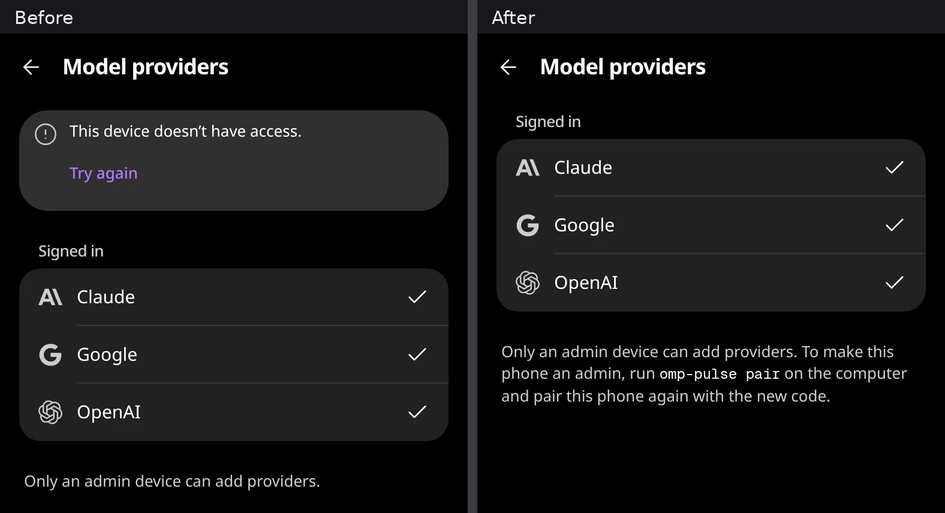 Before
Model providers
This device doesn’t have access.
Try again
Signed in
Claude
Google
OpenAI
Only an admin device can add providers.
After
Model providers
Signed in
Claude
Google
OpenAI
Only an admin device can add providers. To make this
phone an admin, run omp-pulse pair on the computer
and pair this phone again with the new code.